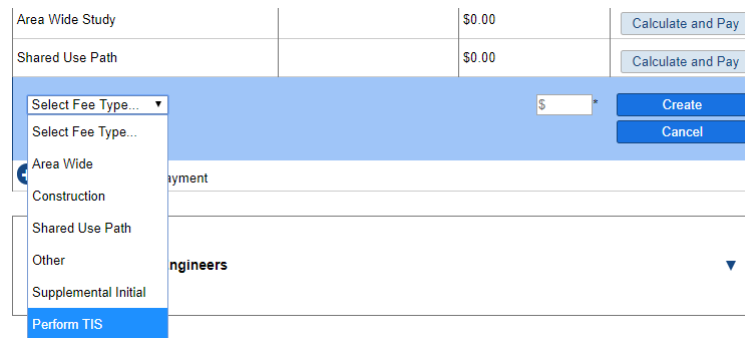 Area Wide Study $0.00 Calculate and Pay
Shared Use Path $0.00 Calculate and Pay
Select Fee Type... $ * Create
Select Fee Type... Cancel
Area Wide
ayment
Construction
Shared Use Path
Other
ngineers
Supplemental Initial
Perform TIS